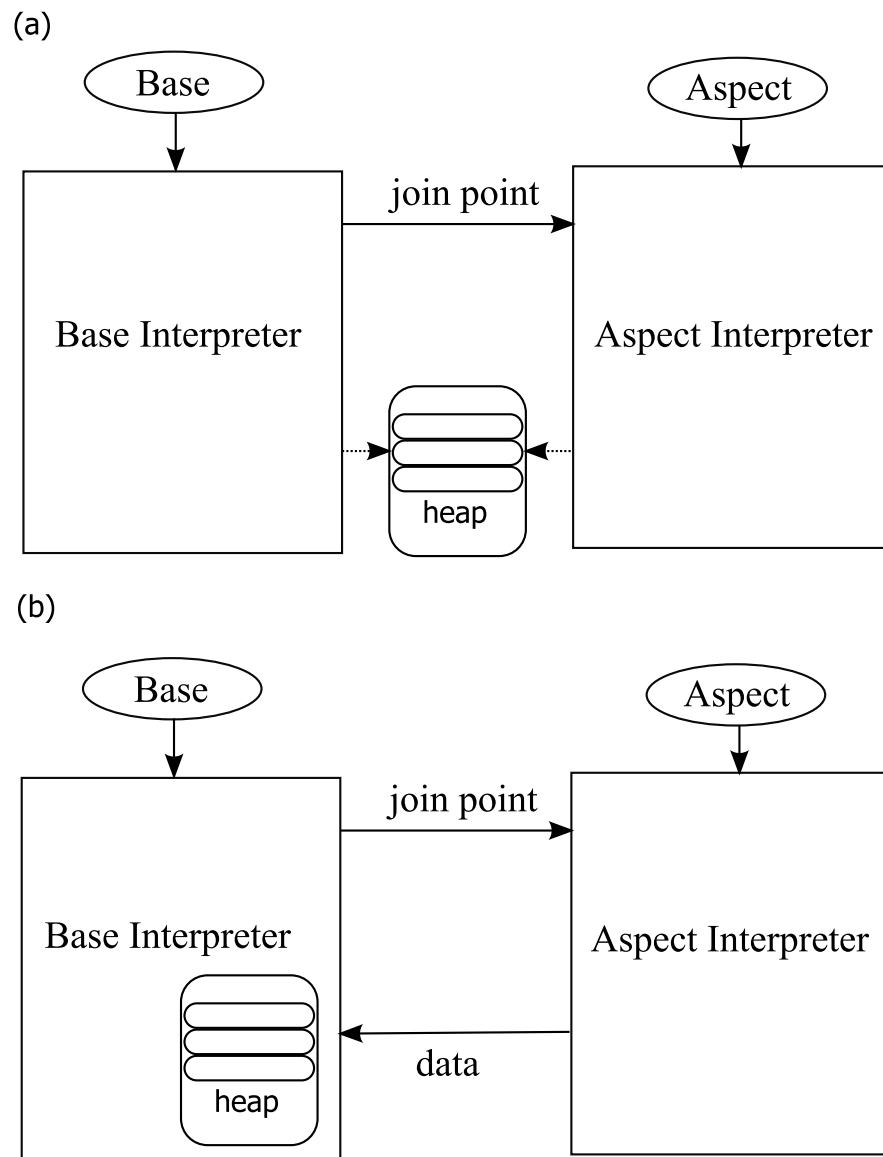 (a)
Base
Aspect
join point
Base Interpreter
Aspect Interpreter
heap
(b)
Base
Aspect
join point
Base Interpreter
Aspect Interpreter
data
heap